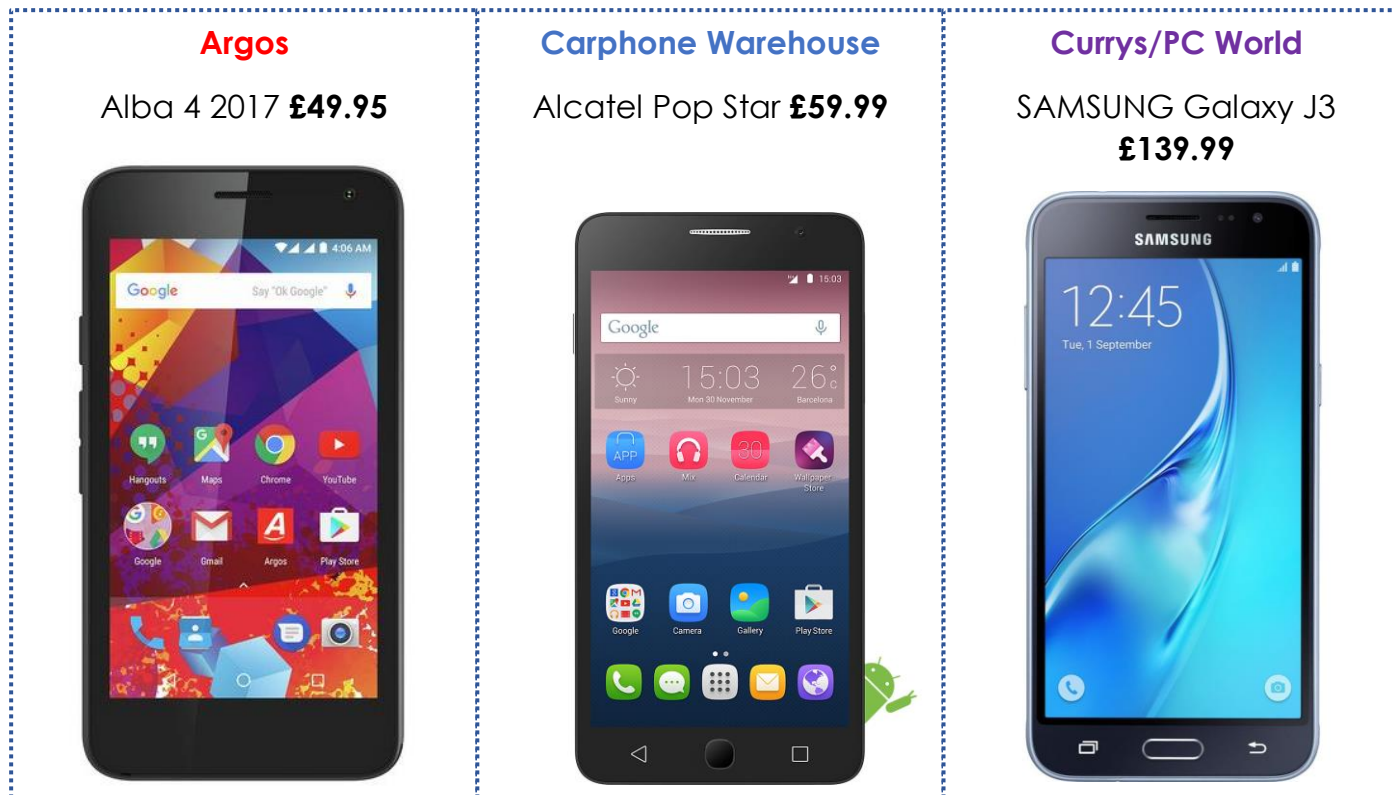 Argos
Alba 4 2017 £49.95
4:06 AM
Google Say "Ok Google"
Hangouts Maps Chrome YouTube
Google Gmail Argos Play Store
Carphone Warehouse
Alcatel Pop Star £59.99
15:03
Google
15:03 26°c
Sunny Mon 30 November Barcelona
APP 30
Apps Mix Calendar Wallpaper
Store
Google Camera Gallery Play Store
Currys/PC World
SAMSUNG Galaxy J3
£139.99
SAMSUNG
12:45
Tue, 1 September